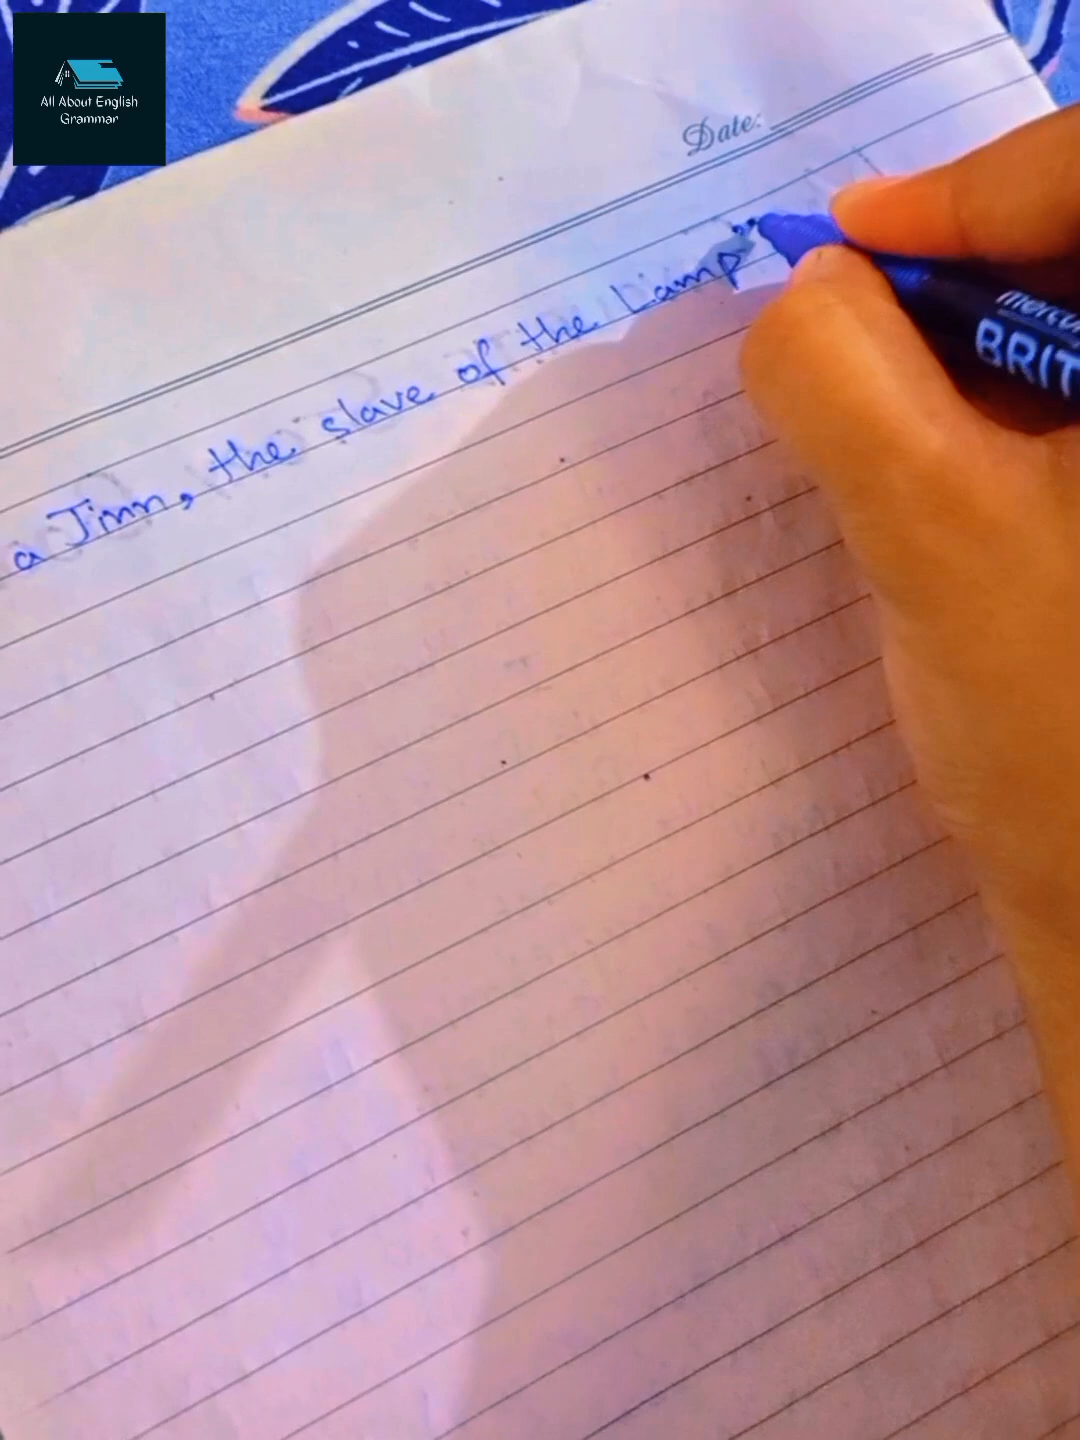 All About English
Grammar
Date:
a Jinn, the slave of the Lamp"
BRIT